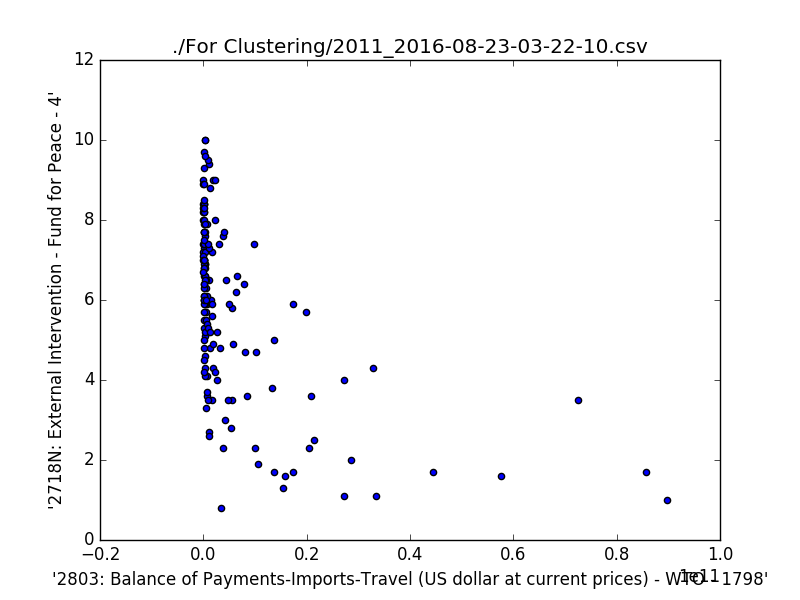 ./For Clustering/2011_2016-08-23-03-22-10.csv
12
10
8
6
4
2
0
'2718N: External Intervention - Fund for Peace - 4'
−0.2 0.0 0.2 0.4 0.6 0.8 1.0
1e11
'2803: Balance of Payments-Imports-Travel (US dollar at current prices) - WTO - 1798'